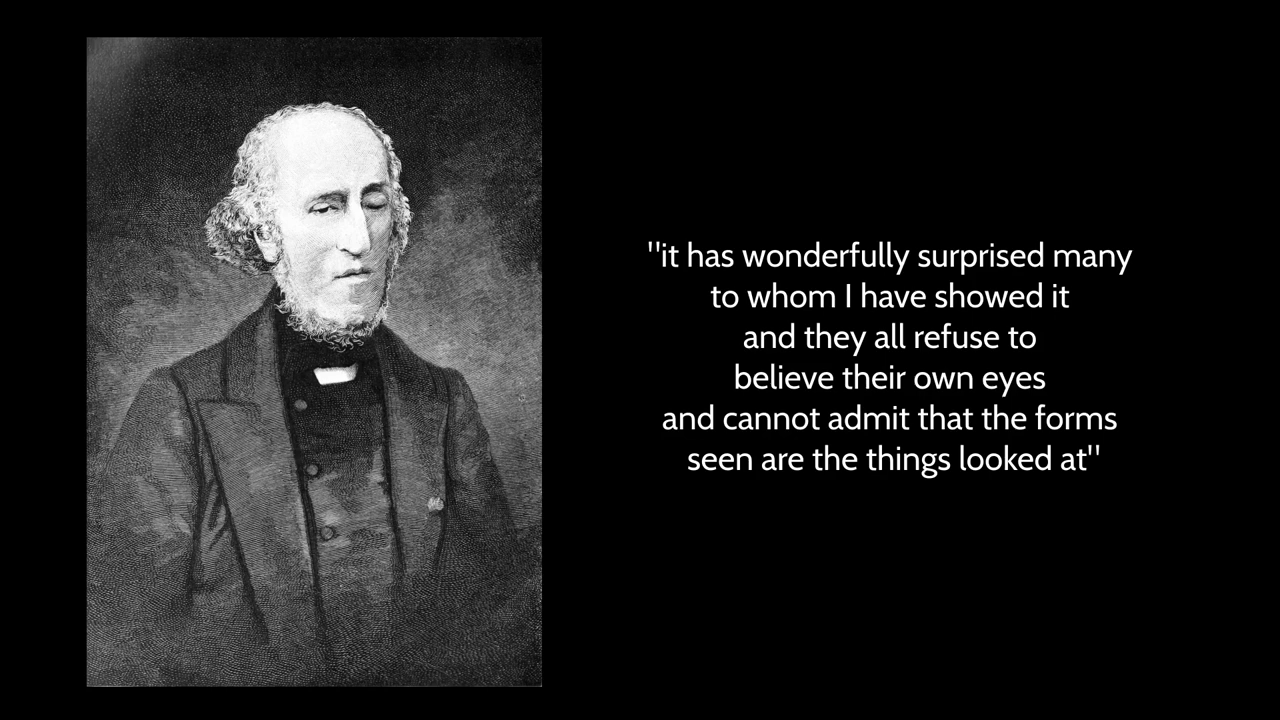 "it has wonderfully surprised many
to whom I have showed it
and they all refuse to
believe their own eyes
and cannot admit that the forms
seen are the things looked at"